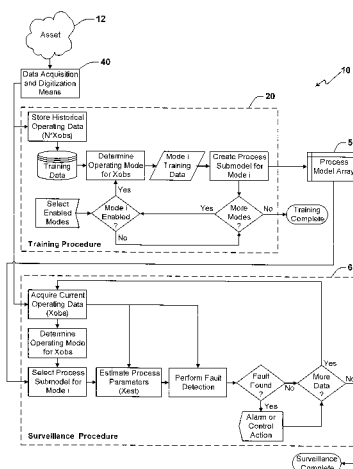 12
Asset
40
Data Acquisition
and Digitization
Means
10
20
Store Historical
Operating Data
(N*Xobs)
Training
Data
Determine
Operating Mode
for Xobs
Mode i
Training
Data
Create Process
Submodel for
Mode i
5
Process
Model Array
Select
Enabled
Modes
Yes
Mode i
Enabled
?
No
Yes
More
Modes
?
No
Training
Complete
Training Procedure
6
Acquire Current
Operating Data
(Xobs)
Determine
Operating Mode
for Xobs
Select Process
Submodel for
Mode i
Estimate Process
Parameters
(Xest)
Perform Fault
Detection
Fault
Found
?
No
Yes
More
Data
?
No
Yes
Alarm or
Control
Action
Surveillance Procedure
Surveillance
Complete